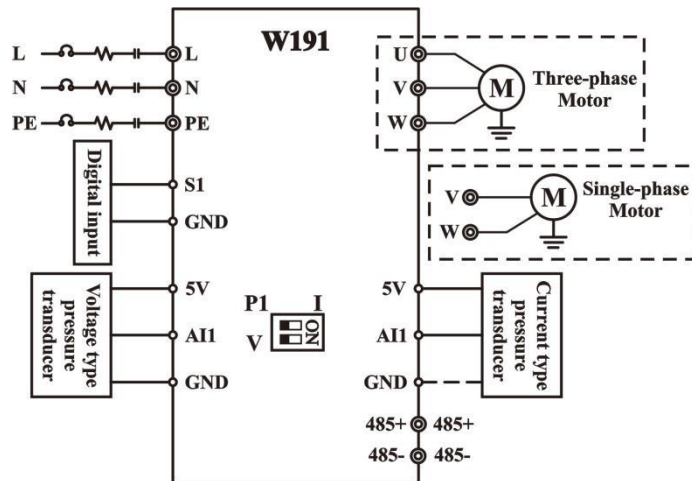 W191
L
L
N
N
PE
PE
U
V
W
M
Three-phase
Motor
Digital input
S1
GND
V
W
M
Single-phase
Motor
Voltage type
pressure
transducer
5V
AI1
GND
P1
I
V
ON
5V
AI1
GND
Current type
pressure
transducer
485+
485+
485-
485-